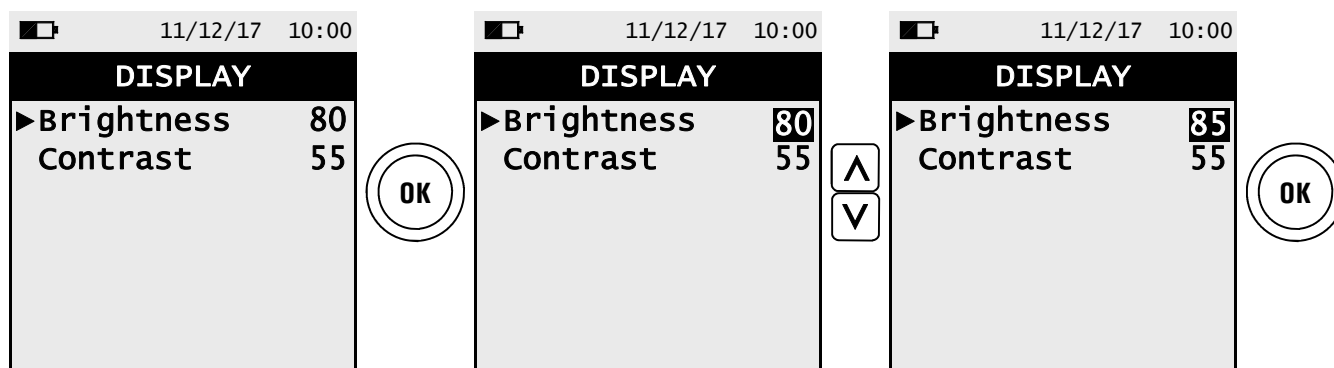 11/12/17 10:00
DISPLAY
▶Brightness 80
Contrast 55
OK
11/12/17 10:00
DISPLAY
▶Brightness 80
Contrast 55
11/12/17 10:00
DISPLAY
▶Brightness 85
Contrast 55
OK